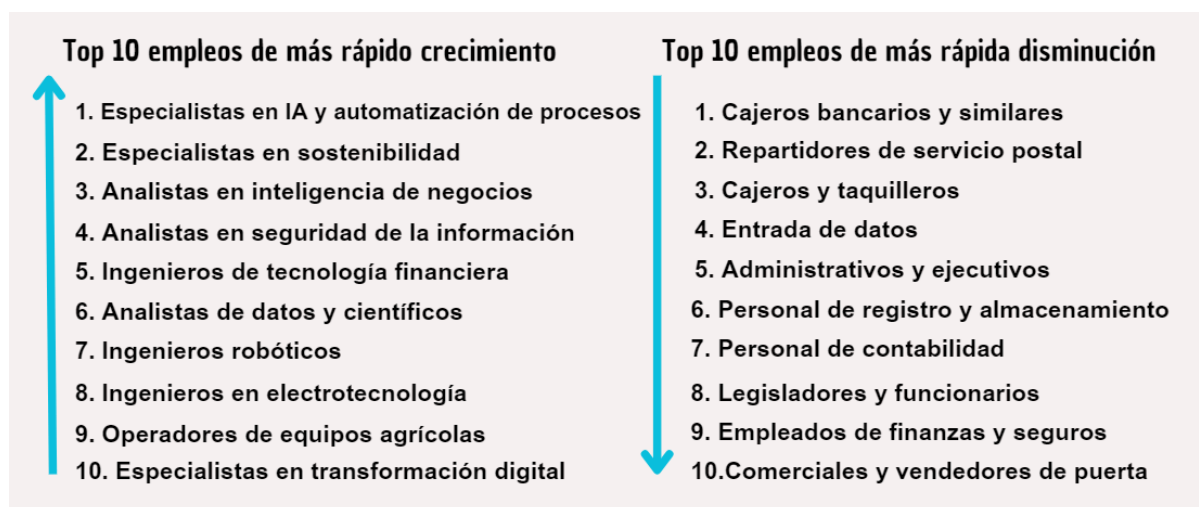 Top 10 empleos de más rápido crecimiento
1. Especialistas en IA y automatización de procesos
2. Especialistas en sostenibilidad
3. Analistas en inteligencia de negocios
4. Analistas en seguridad de la información
5. Ingenieros de tecnología financiera
6. Analistas de datos y científicos
7. Ingenieros robóticos
8. Ingenieros en electrotecnología
9. Operadores de equipos agrícolas
10. Especialistas en transformación digital
Top 10 empleos de más rápida disminución
1. Cajeros bancarios y similares
2. Repartidores de servicio postal
3. Cajeros y taquilleros
4. Entrada de datos
5. Administrativos y ejecutivos
6. Personal de registro y almacenamiento
7. Personal de contabilidad
8. Legisladores y funcionarios
9. Empleados de finanzas y seguros
10.Comerciales y vendedores de puerta